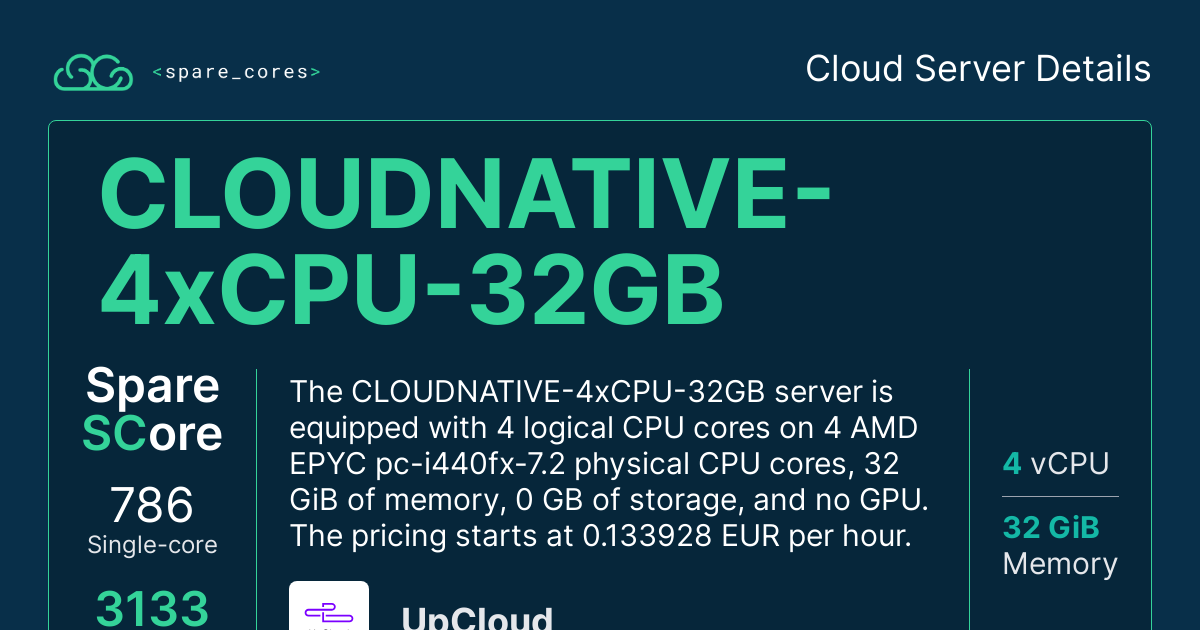 <spare_cores>
Cloud Server Details
CLOUDNATIVE-
4xCPU-32GB
Spare
SCore
786
Single-core
3133
The CLOUDNATIVE-4xCPU-32GB server is
equipped with 4 logical CPU cores on 4 AMD
EPYC pc-i440fx-7.2 physical CPU cores, 32
GiB of memory, 0 GB of storage, and no GPU.
The pricing starts at 0.133928 EUR per hour.
UpCloud
4 vCPU
32 GiB
Memory